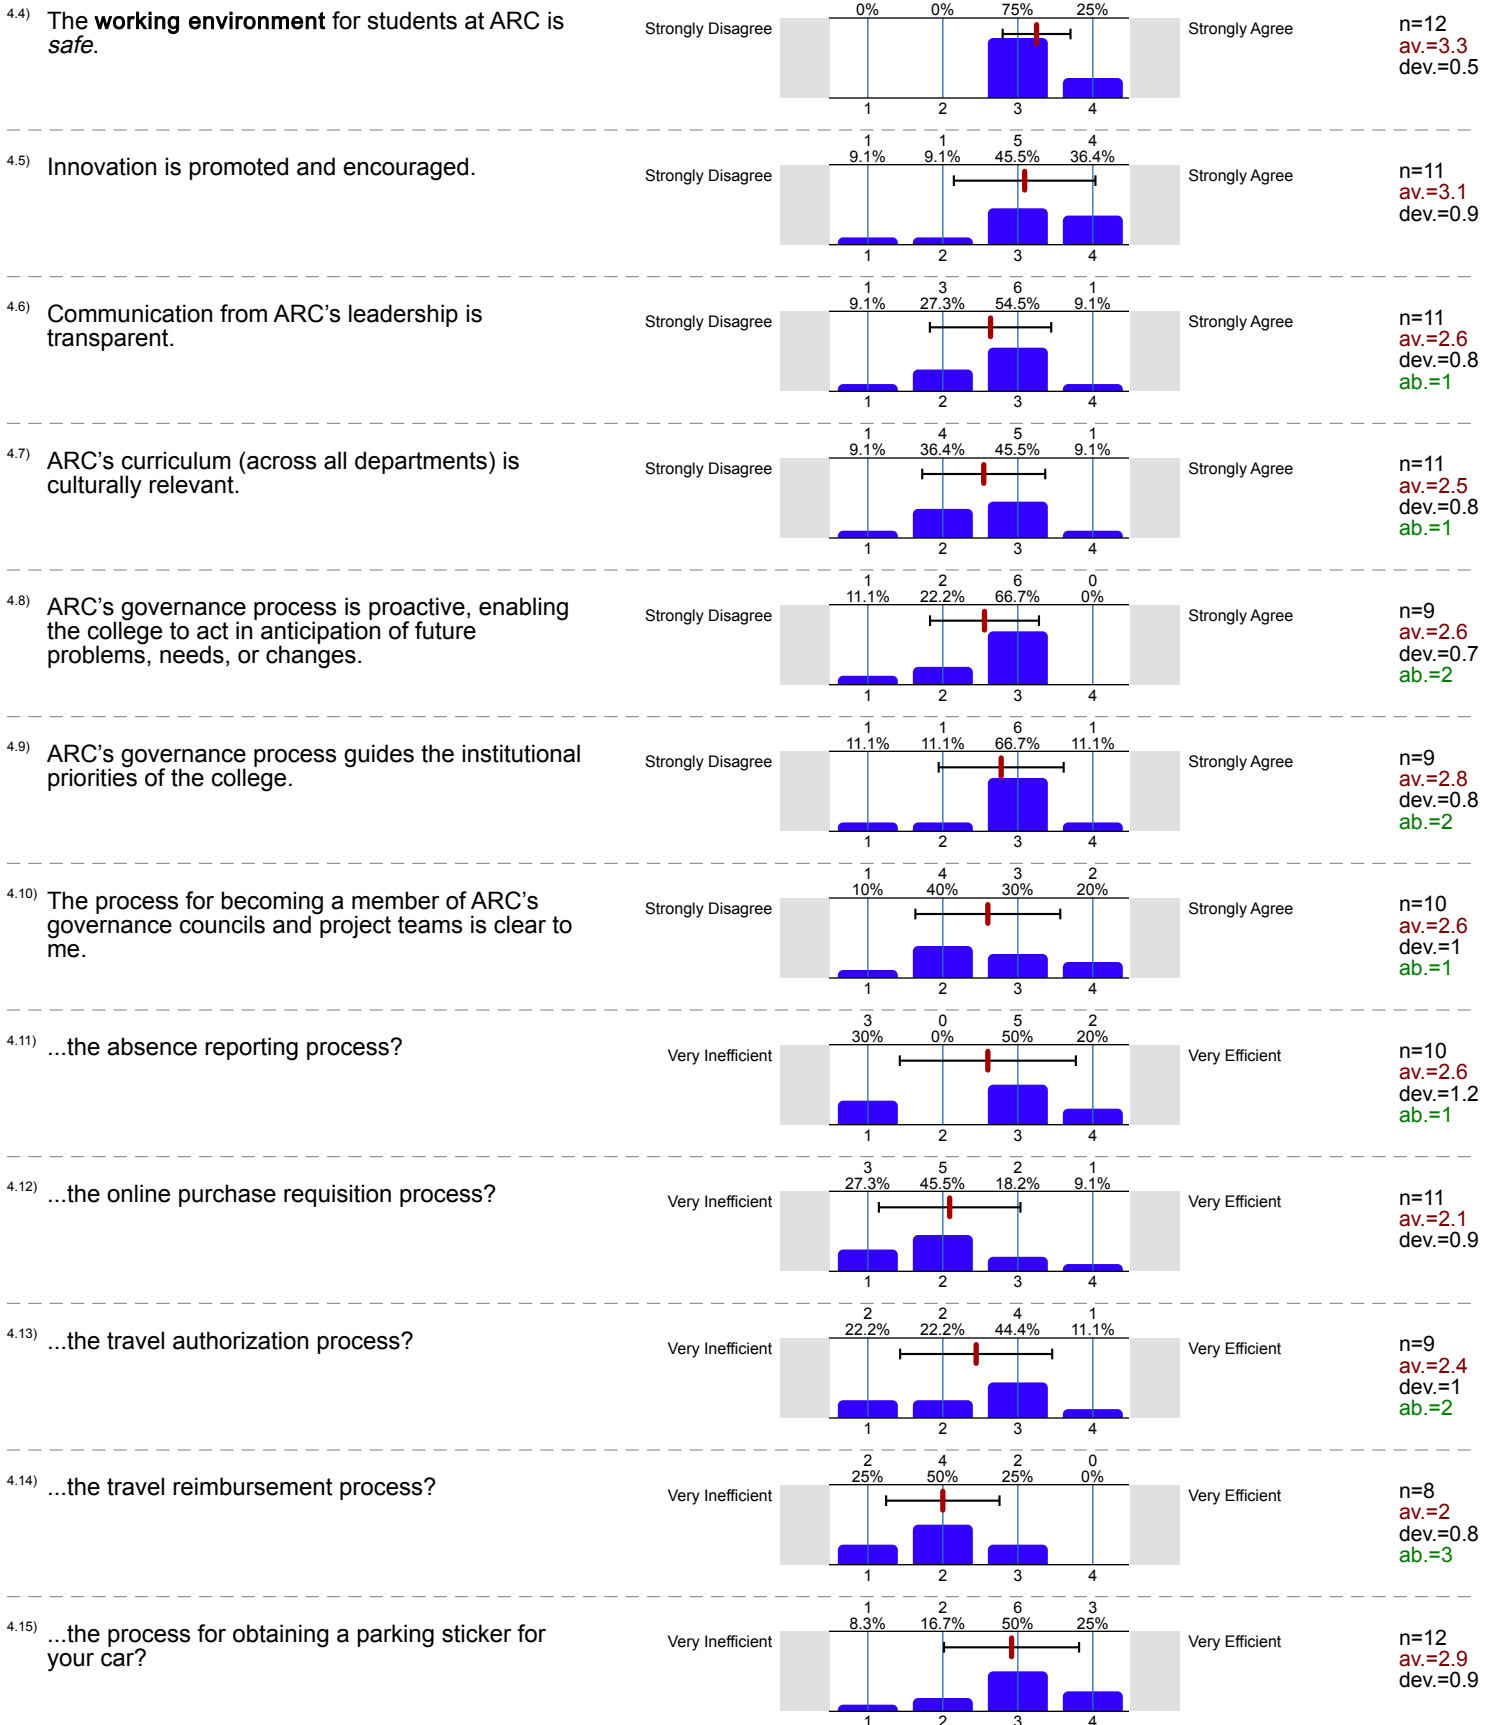 0% 0% 75% 25%
4.4) The working environment for students at ARC is
safe.
Strongly Disagree Strongly Agree
n=12
av.=3.3
dev.=0.5
1 2 3 4
1 1 5 4
9.1% 9.1% 45.5% 36.4%
4.5) Innovation is promoted and encouraged.
Strongly Disagree Strongly Agree
n=11
av.=3.1
dev.=0.9
1 2 3 4
1 3 6 1
9.1% 27.3% 54.5% 9.1%
4.6) Communication from ARC's leadership is
transparent.
Strongly Disagree Strongly Agree
n=11
av.=2.6
dev.=0.8
ab.=1
1 2 3 4
1 4 5 1
9.1% 36.4% 45.5% 9.1%
4.7) ARC's curriculum (across all departments) is
culturally relevant.
Strongly Disagree Strongly Agree
n=11
av.=2.5
dev.=0.8
ab.=1
1 2 3 4
1 2 6 0
11.1% 22.2% 66.7% 0%
4.8) ARC's governance process is proactive, enabling
the college to act in anticipation of future
problems, needs, or changes.
Strongly Disagree Strongly Agree
n=9
av.=2.6
dev.=0.7
ab.=2
1 2 3 4
1 1 6 1
11.1% 11.1% 66.7% 11.1%
4.9) ARC's governance process guides the institutional
priorities of the college.
Strongly Disagree Strongly Agree
n=9
av.=2.8
dev.=0.8
ab.=2
1 2 3 4
1 4 3 2
10% 40% 30% 20%
4.10) The process for becoming a member of ARC's
governance councils and project teams is clear to
me.
Strongly Disagree Strongly Agree
n=10
av.=2.6
dev.=1
ab.=1
1 2 3 4
3 0 5 2
30% 0% 50% 20%
4.11) ...the absence reporting process?
Very Inefficient Very Efficient
n=10
av.=2.6
dev.=1.2
ab.=1
1 2 3 4
3 5 2 1
27.3% 45.5% 18.2% 9.1%
4.12) ...the online purchase requisition process?
Very Inefficient Very Efficient
n=11
av.=2.1
dev.=0.9
1 2 3 4
2 2 4 1
22.2% 22.2% 44.4% 11.1%
4.13) ...the travel authorization process?
Very Inefficient Very Efficient
n=9
av.=2.4
dev.=1
ab.=2
1 2 3 4
2 4 2 0
25% 50% 25% 0%
4.14) ...the travel reimbursement process?
Very Inefficient Very Efficient
n=8
av.=2
dev.=0.8
ab.=3
1 2 3 4
1 2 6 3
8.3% 16.7% 50% 25%
4.15) ...the process for obtaining a parking sticker for
your car?
Very Inefficient Very Efficient
n=12
av.=2.9
dev.=0.9
1 2 3 4